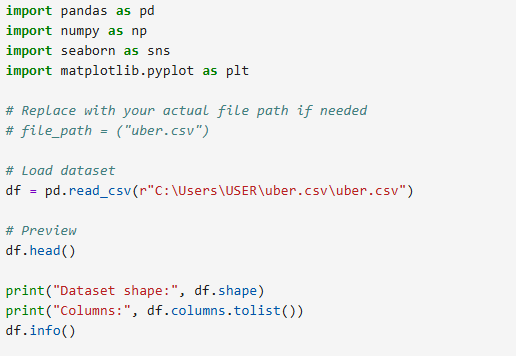 import pandas as pd
import numpy as np
import seaborn as sns
import matplotlib.pyplot as plt
# Replace with your actual file path if needed
# file_path = ("uber.csv")
# Load dataset
df = pd.read_csv(r"C:\Users\USER\uber.csv\uber.csv")
# Preview
df.head()
print("Dataset shape:", df.shape)
print("Columns:", df.columns.tolist())
df.info()